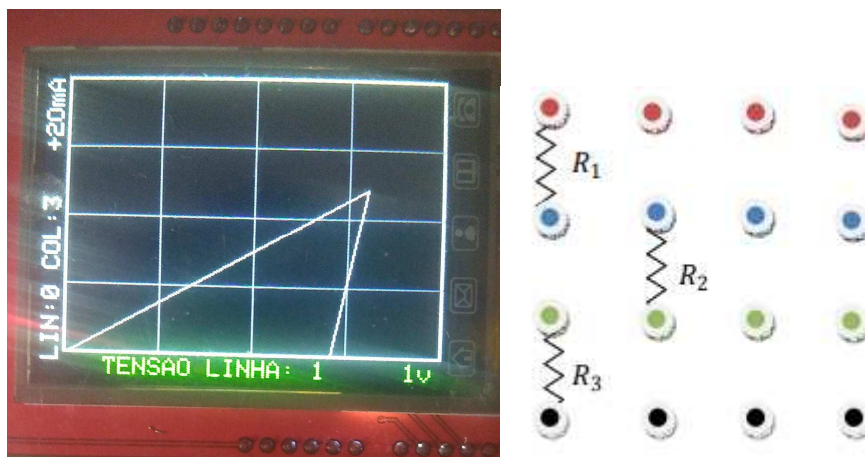 LIN:0 COL:3 +20mA
TENSAO LINHA: 1 1v
R₁
R₂
R₃